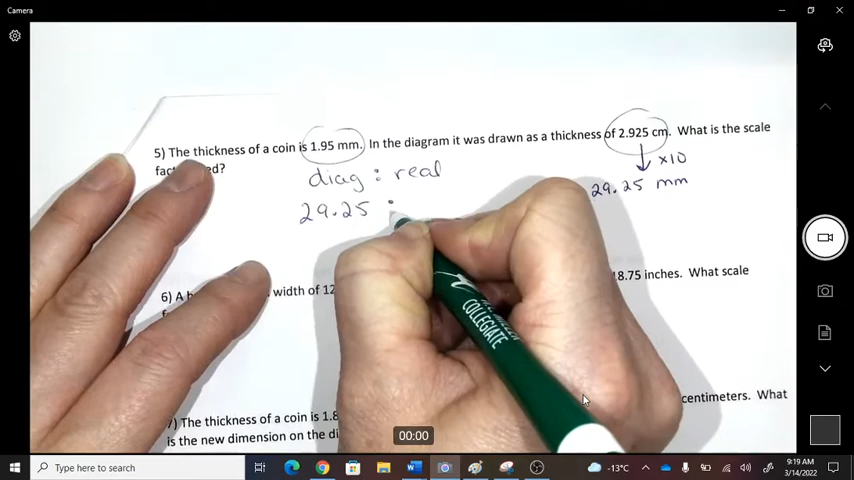 Camera
5) The thickness of a coin is 1.95 mm. In the diagram it was drawn as a thickness of 2.925 cm. What is the scale
fac ed?
x10
diag : real
29.25 mm
29.25 :
6) A b width of 12 18.75 inches. What scale
7) The thickness of a coin is 1.8 centimeters. What
is the new dimension on the di
COLLEGIATE
00:00
Type here to search
-13°C
9:19 AM
3/14/2022